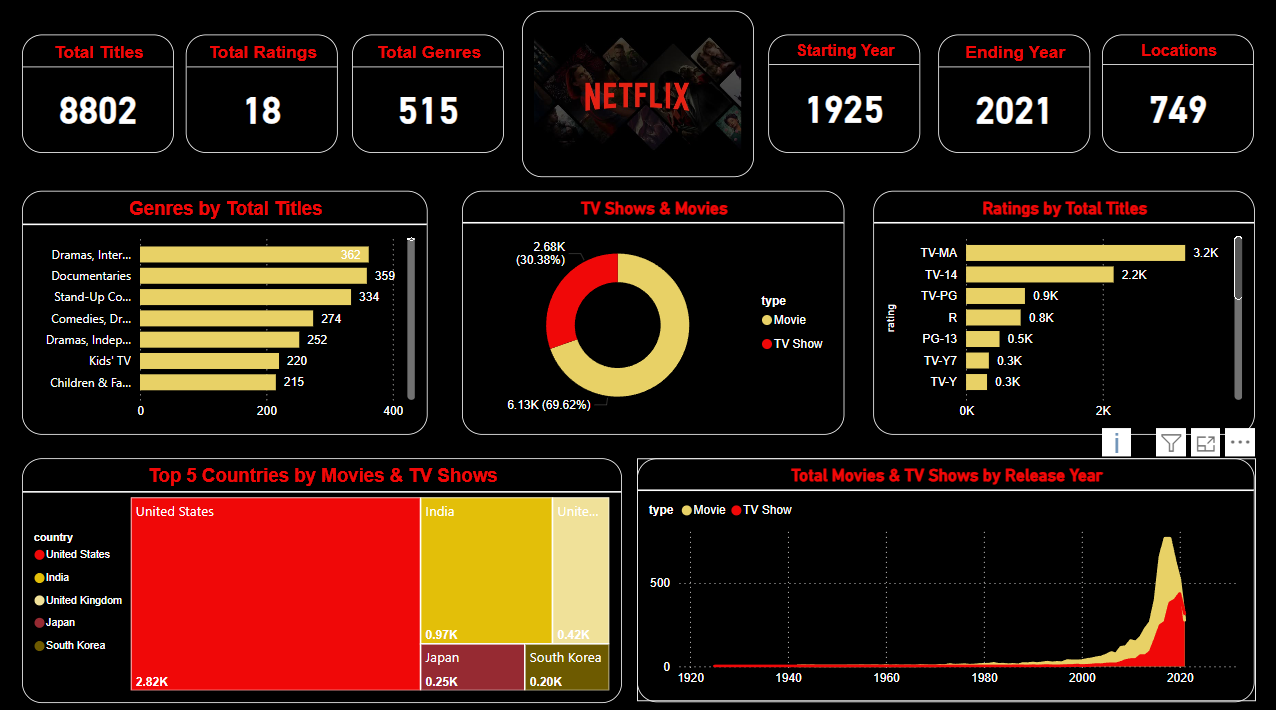 Total Titles
8802
Total Ratings
18
Total Genres
515
NETFLIX
Starting Year
1925
Ending Year
2021
Locations
749
Genres by Total Titles
Dramas, Inter...
362
Documentaries
359
Stand-Up Co...
334
Comedies, Dr...
274
Dramas, Indep...
252
Kids' TV
220
Children & Fa...
215
0
200
400
TV Shows & Movies
2.68K
(30.38%)
6.13K (69.62%)
type
Movie
TV Show
Ratings by Total Titles
rating
TV-MA
3.2K
TV-14
2.2K
TV-PG
0.9K
R
0.8K
PG-13
0.5K
TV-Y7
0.3K
TV-Y
0.3K
0K
2K
Top 5 Countries by Movies & TV Shows
country
United States
India
United Kingdom
Japan
South Korea
United States
2.82K
India
0.97K
Unite...
0.42K
Japan
0.25K
South Korea
0.20K
Total Movies & TV Shows by Release Year
type Movie TV Show
500
0
1920
1940
1960
1980
2000
2020